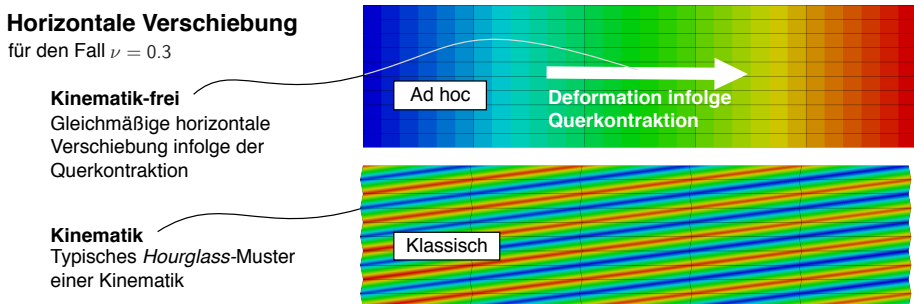 Horizontale Verschiebung
für den Fall ν = 0.3
Kinematik-frei
Gleichmäßige horizontale
Verschiebung infolge der
Querkontraktion
Ad hoc
Deformation infolge
Querkontraktion
Kinematik
Typisches Hourglass-Muster
einer Kinematik
Klassisch